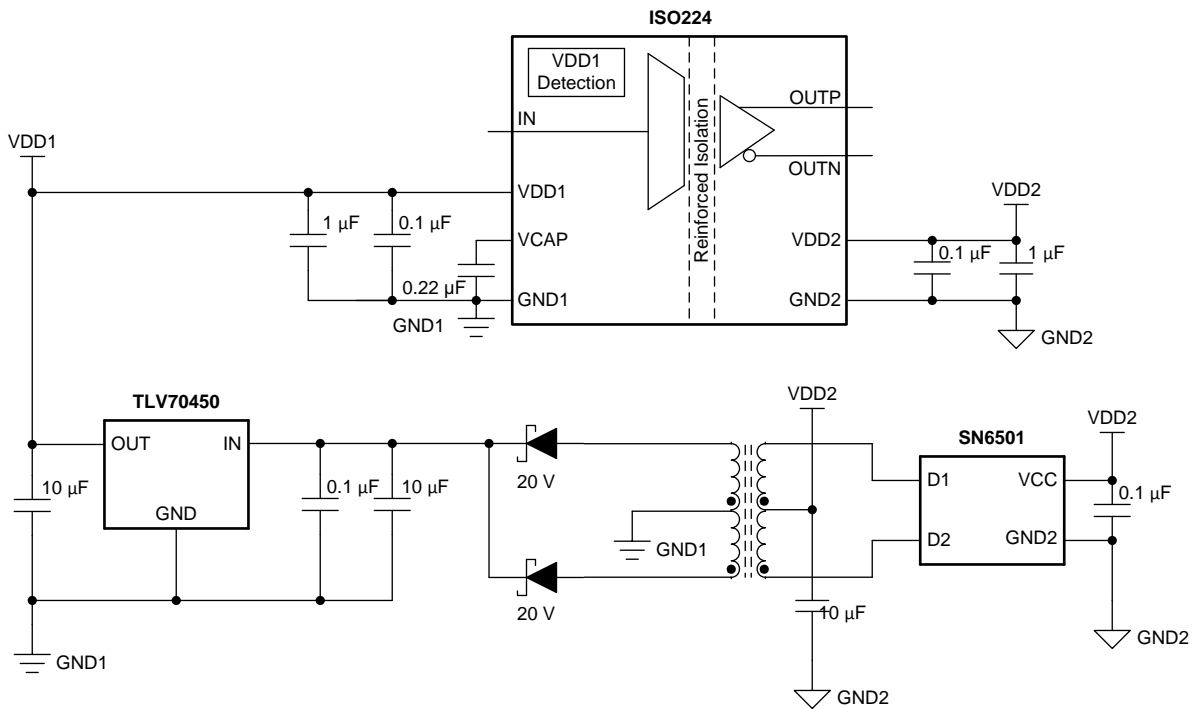 ISO224
VDD1
Detection
IN
OUTP
OUTN
Reinforced Isolation
VDD1
VDD1
1 µF
0.1 µF
VCAP
0.22 µF
GND1
GND1
VDD2
VDD2
0.1 µF
1 µF
GND2
GND2
TLV70450
OUT
IN
GND
10 µF
0.1 µF
10 µF
20 V
20 V
GND1
GND1
VDD2
10 µF
GND2
SN6501
D1
VCC
D2
GND2
VDD2
0.1 µF
GND2